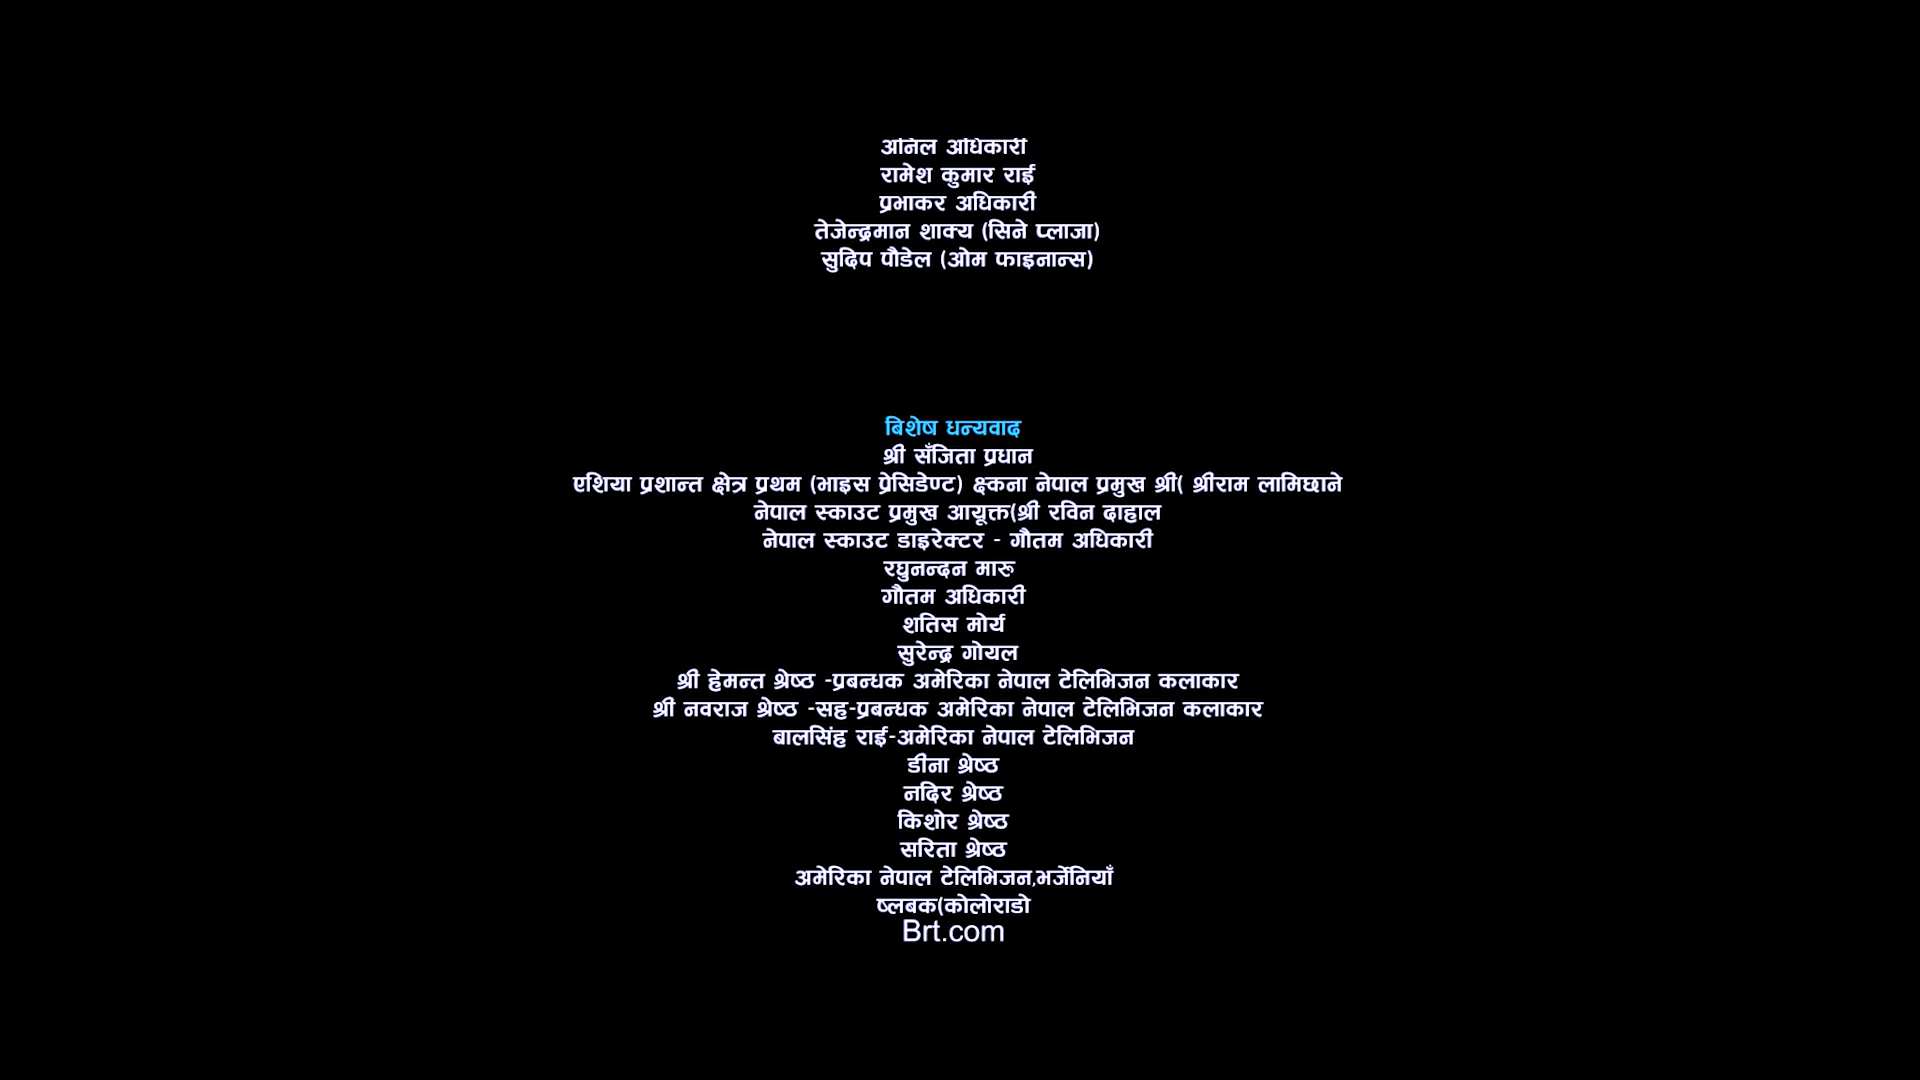 अनिल अधिकारी
रामेश कुमार राई
प्रभाकर अधिकारी
तेजेन्द्रमान शाक्य (सिने प्लाजा)
सुदिप पौडेल (ओम फाइनान्स)
बिशेष धन्यवाद
श्री सँजिता प्रधान
एशिया प्रशान्त क्षेत्र प्रथम (भाइस प्रेसिडेण्ट) क्ष्कना नेपाल प्रमुख श्री( श्रीराम लामिछाने
नेपाल स्काउट प्रमुख आयूक्त(श्री रविन दाहाल
नेपाल स्काउट डाइरेक्टर - गौतम अधिकारी
रघुनन्दन मारू
गौतम अधिकारी
शतिस मोर्य
सुरेन्द्र गोयल
श्री हेमन्त श्रेष्ठ -प्रबन्धक अमेरिका नेपाल टेलिभिजन कलाकार
श्री नवराज श्रेष्ठ -सह-प्रबन्धक अमेरिका नेपाल टेलिभिजन कलाकार
बालसिंह राई-अमेरिका नेपाल टेलिभिजन
डीना श्रेष्ठ
नदिर श्रेष्ठ
किशोर श्रेष्ठ
सरिता श्रेष्ठ
अमेरिका नेपाल टेलिभिजन,भर्जेनियाँ
ष्लबक(कोलोराडो
Brt.com